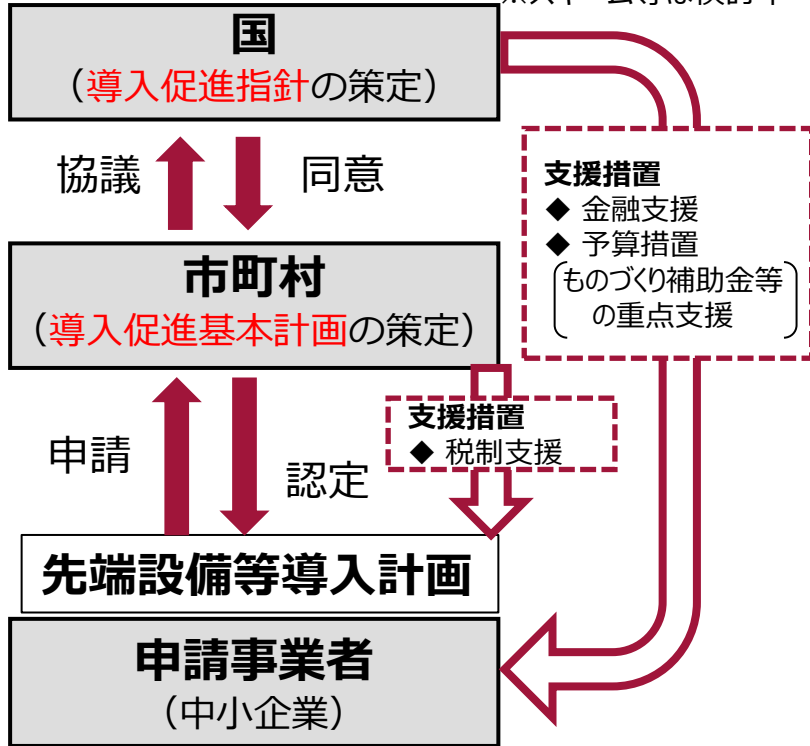 国
（導入促進指針の策定）
協議
同意
支援措置
◆ 金融支援
◆ 予算措置
ものづくり補助金等
の重点支援
市町村
（導入促進基本計画の策定）
支援措置
◆ 税制支援
申請
認定
先端設備等導入計画
申請事業者
（中小企業）